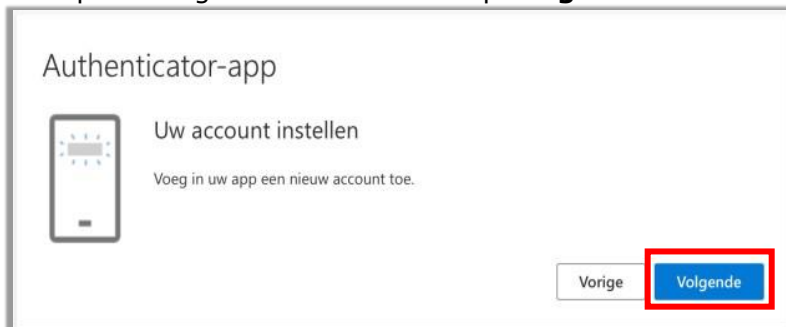 Authenticator-app
Uw account instellen
Voeg in uw app een nieuw account toe.
Vorige
Volgende